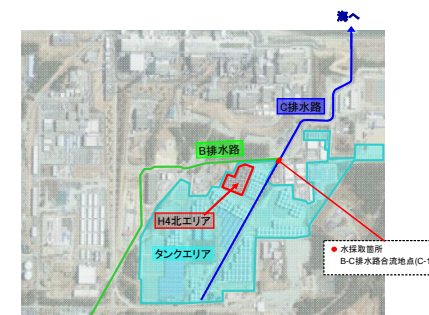 海へ
C排水路
B排水路
H4北エリア
タンクエリア
● 水採取箇所
B-C排水路合流地点(C-1